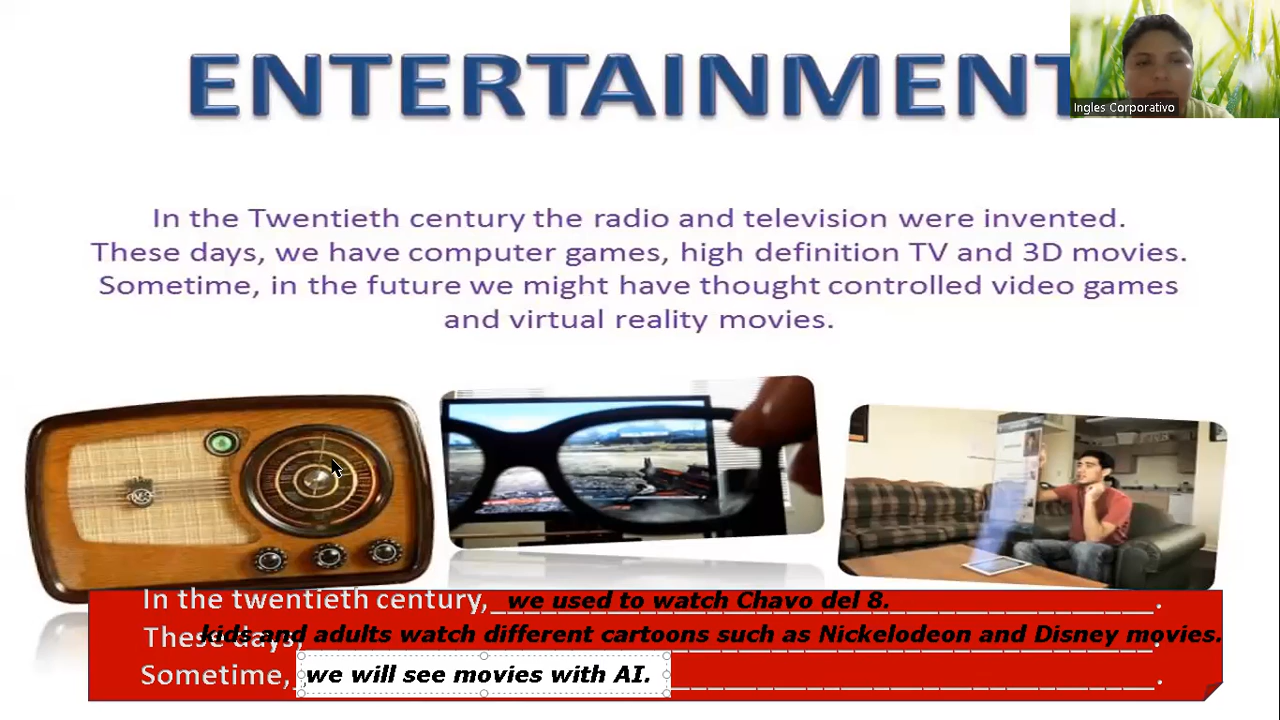 ENTERTAINMENT
Ingles Corporativo
In the Twentieth century the radio and television were invented.
These days, we have computer games, high definition TV and 3D movies.
Sometime, in the future we might have thought controlled video games
and virtual reality movies.
In the twentieth century, we used to watch Chavo del 8. .
These days, kids and adults watch different cartoons such as Nickelodeon and Disney movies. .
Sometime, we will see movies with AI. .